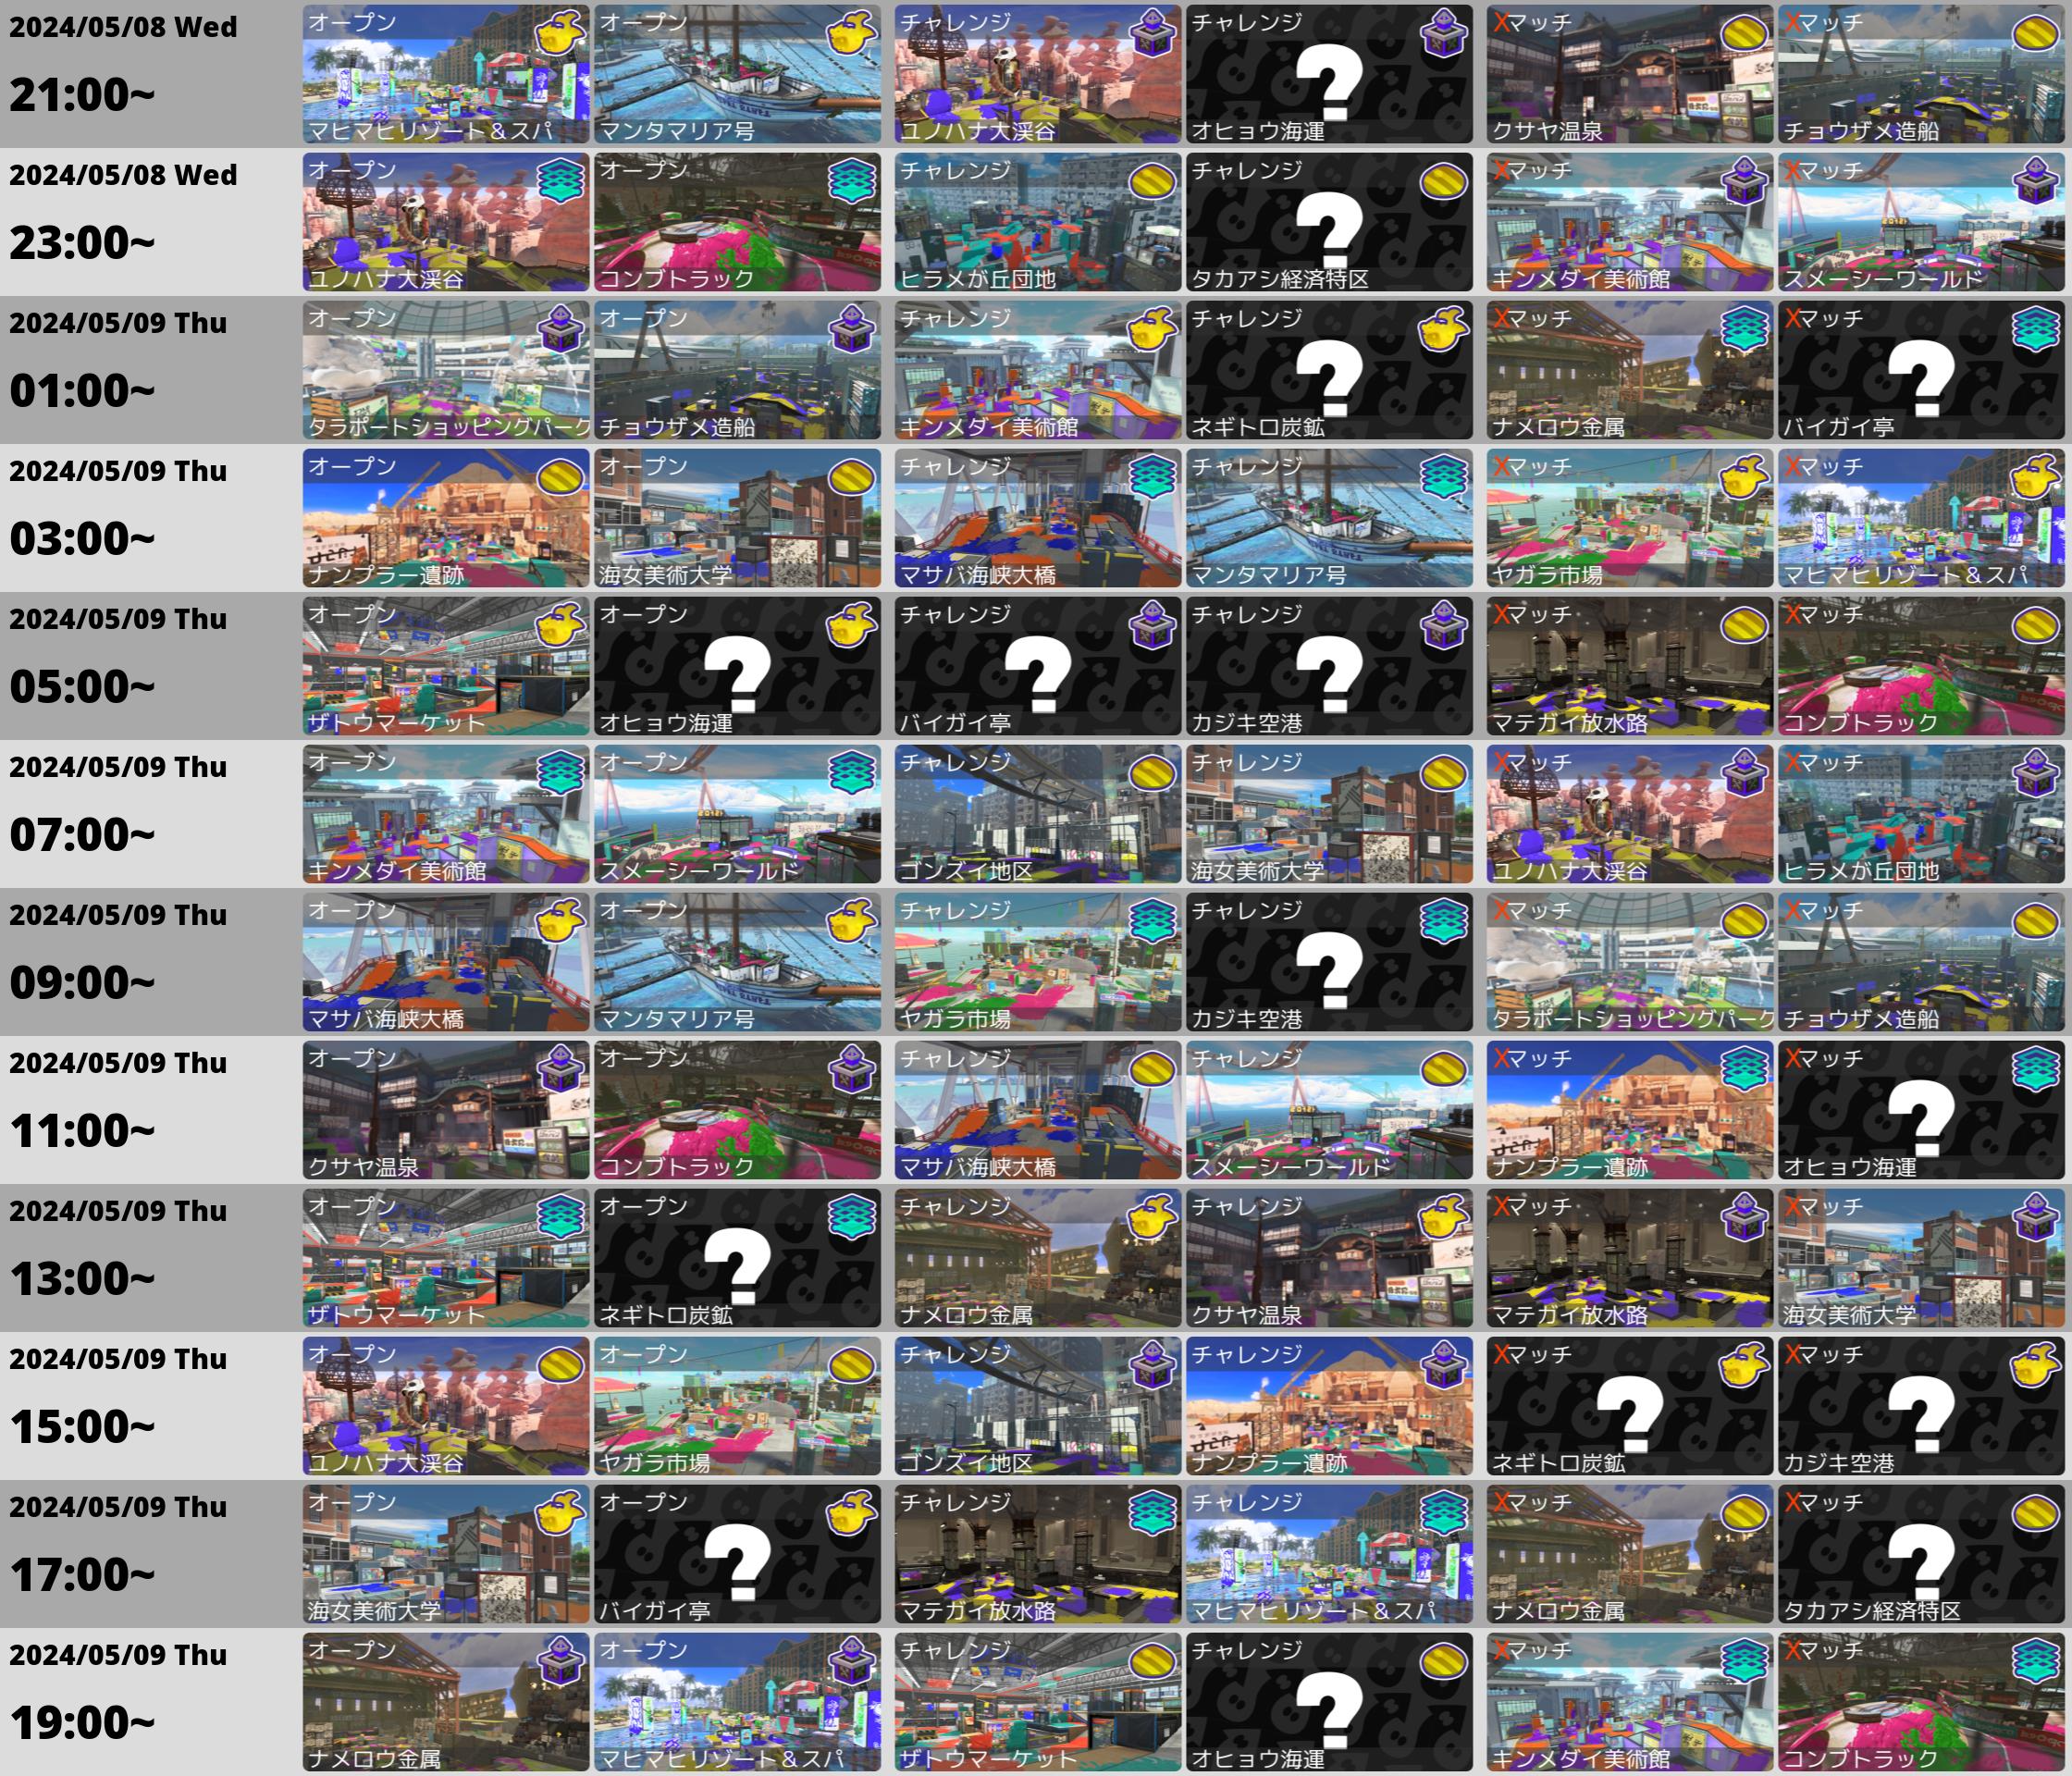 2024/05/08 Wed
21:00~
オープン
マヒマヒリゾート＆スパ
オープン
マンタマリア号
チャレンジ
ユノハナ大渓谷
チャレンジ
オヒョウ海運
Xマッチ
クサヤ温泉
Xマッチ
チョウザメ造船
2024/05/08 Wed
23:00~
オープン
ユノハナ大渓谷
オープン
コンブトラック
チャレンジ
ヒラメが丘団地
チャレンジ
タカアシ経済特区
Xマッチ
キンメダイ美術館
Xマッチ
スメーシーワールド
2024/05/09 Thu
01:00~
オープン
タラポートショッピングパーク
オープン
チョウザメ造船
チャレンジ
キンメダイ美術館
チャレンジ
ネギトロ炭鉱
Xマッチ
ナメロウ金属
Xマッチ
バイガイ亭
2024/05/09 Thu
03:00~
オープン
ナンプラー遺跡
オープン
海女美術大学
チャレンジ
マサバ海峡大橋
チャレンジ
マンタマリア号
Xマッチ
ヤガラ市場
Xマッチ
マヒマヒリゾート＆スパ
2024/05/09 Thu
05:00~
オープン
ザトウマーケット
オープン
オヒョウ海運
チャレンジ
バイガイ亭
チャレンジ
カジキ空港
Xマッチ
マテガイ放水路
Xマッチ
コンブトラック
2024/05/09 Thu
07:00~
オープン
キンメダイ美術館
オープン
スメーシーワールド
チャレンジ
ゴンズイ地区
チャレンジ
海女美術大学
Xマッチ
ユノハナ大渓谷
Xマッチ
ヒラメが丘団地
2024/05/09 Thu
09:00~
オープン
マサバ海峡大橋
オープン
マンタマリア号
チャレンジ
ヤガラ市場
チャレンジ
カジキ空港
Xマッチ
タラポートショッピングパーク
Xマッチ
チョウザメ造船
2024/05/09 Thu
11:00~
オープン
クサヤ温泉
オープン
コンブトラック
チャレンジ
マサバ海峡大橋
チャレンジ
スメーシーワールド
Xマッチ
ナンプラー遺跡
Xマッチ
オヒョウ海運
2024/05/09 Thu
13:00~
オープン
ザトウマーケット
オープン
ネギトロ炭鉱
チャレンジ
ナメロウ金属
チャレンジ
クサヤ温泉
Xマッチ
マテガイ放水路
Xマッチ
海女美術大学
2024/05/09 Thu
15:00~
オープン
ユノハナ大渓谷
オープン
ヤガラ市場
チャレンジ
ゴンズイ地区
チャレンジ
ナンプラー遺跡
Xマッチ
ネギトロ炭鉱
Xマッチ
カジキ空港
2024/05/09 Thu
17:00~
オープン
海女美術大学
オープン
バイガイ亭
チャレンジ
マテガイ放水路
チャレンジ
マヒマヒリゾート＆スパ
Xマッチ
ナメロウ金属
Xマッチ
タカアシ経済特区
2024/05/09 Thu
19:00~
オープン
ナメロウ金属
オープン
マヒマヒリゾート＆スパ
チャレンジ
ザトウマーケット
チャレンジ
オヒョウ海運
Xマッチ
キンメダイ美術館
Xマッチ
コンブトラック